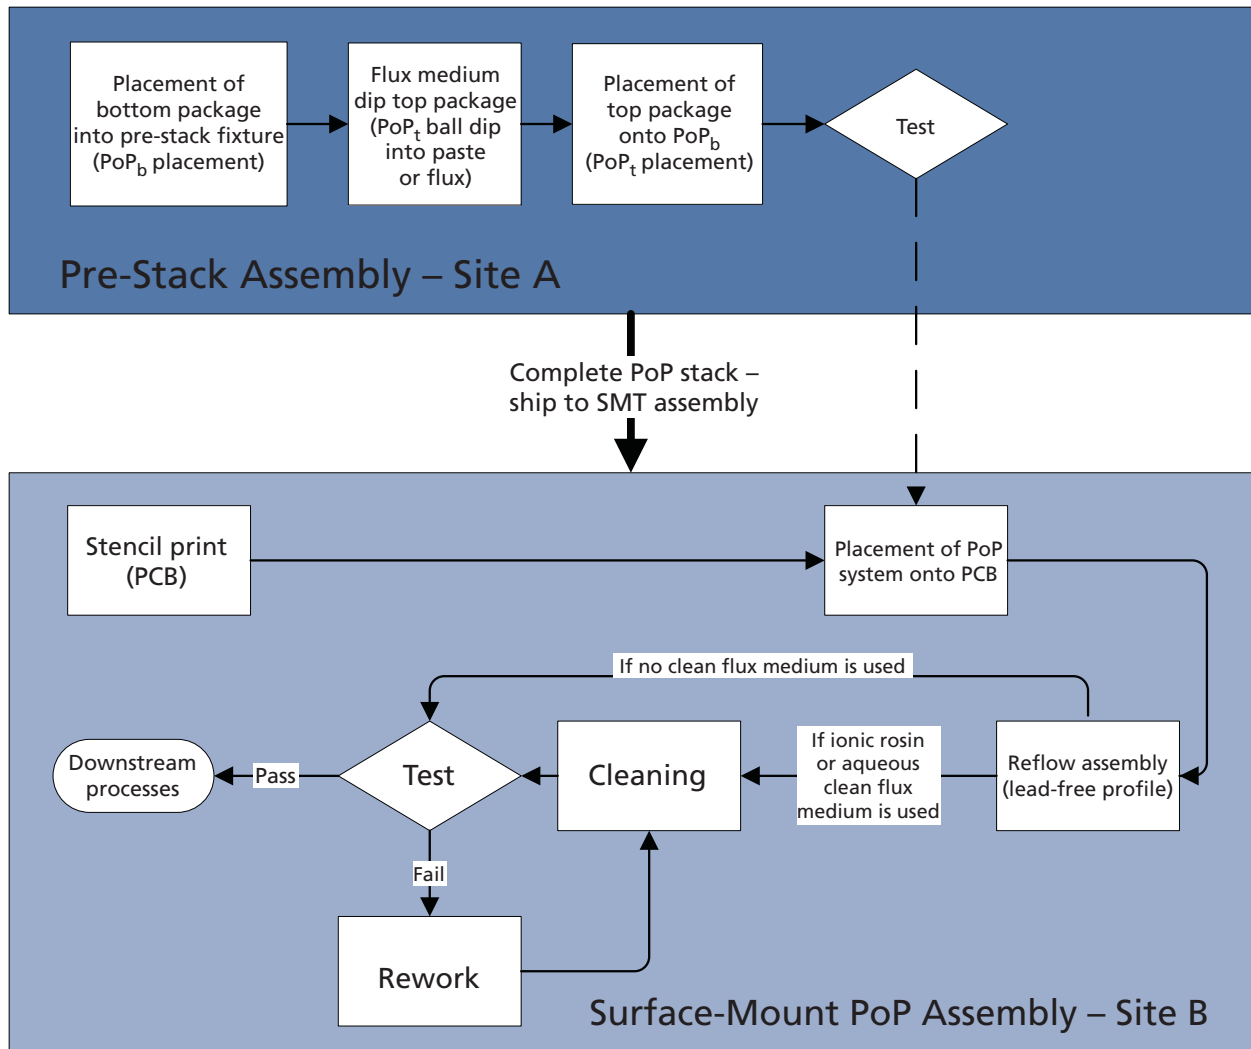 Placement of
bottom package
into pre-stack fixture
(PoPb placement)
Flux medium
dip top package
(PoPt ball dip
into paste
or flux)
Placement of
top package
onto PoPb
(PoPt placement)
Test
Pre-Stack Assembly – Site A
Complete PoP stack –
ship to SMT assembly
Stencil print
(PCB)
Placement of PoP
system onto PCB
If no clean flux medium is used
Downstream
processes
Pass
Test
Cleaning
If ionic rosin
or aqueous
clean flux
medium is used
Reflow assembly
(lead-free profile)
Fail
Rework
Surface-Mount PoP Assembly – Site B